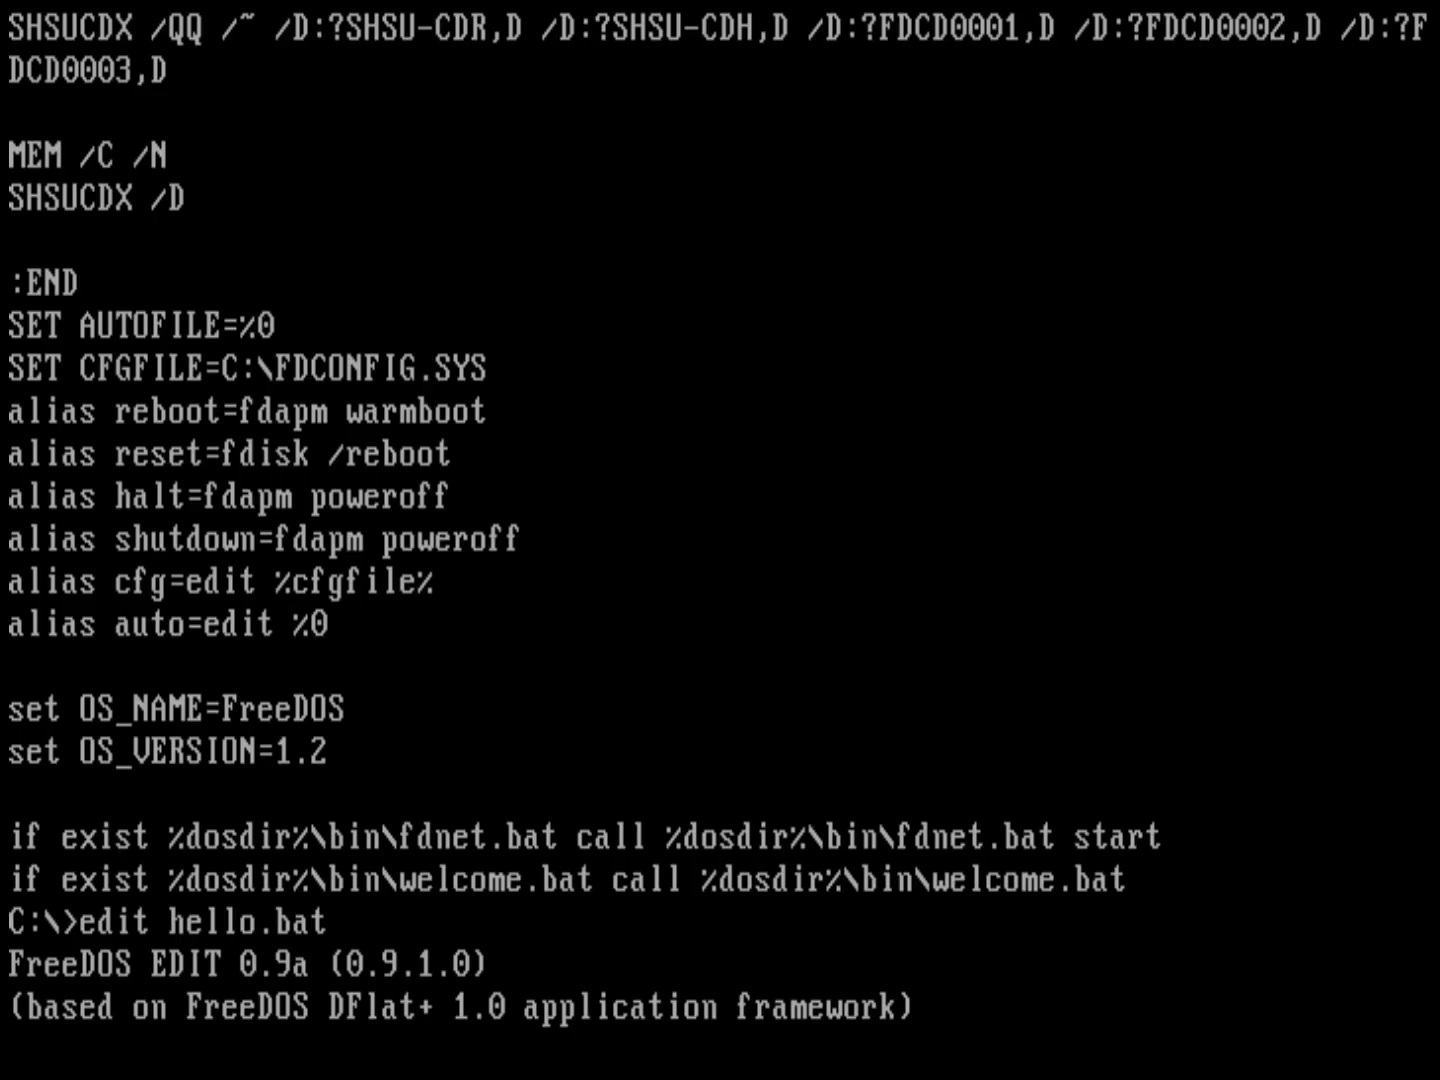 SHSUCDX /QQ /~ /D:?SHSU-CDR,D /D:?SHSU-CDH,D /D:?FDCD0001,D /D:?FDCD0002,D /D:?F
DCD0003,D
MEM /C /N
SHSUCDX /D
:END
SET AUTOFILE=%0
SET CFGFILE=C:\FDCONFIG.SYS
alias reboot=fdapm warmboot
alias reset=fdisk /reboot
alias halt=fdapm poweroff
alias shutdown=fdapm poweroff
alias cfg=edit %cfgfile%
alias auto=edit %0
set OS_NAME=FreeDOS
set OS_VERSION=1.2
if exist %dosdir%\bin\fdnet.bat call %dosdir%\bin\fdnet.bat start
if exist %dosdir%\bin\welcome.bat call %dosdir%\bin\welcome.bat
C:\>edit hello.bat
FreeDOS EDIT 0.9a (0.9.1.0)
(based on FreeDOS DFlat+ 1.0 application framework)